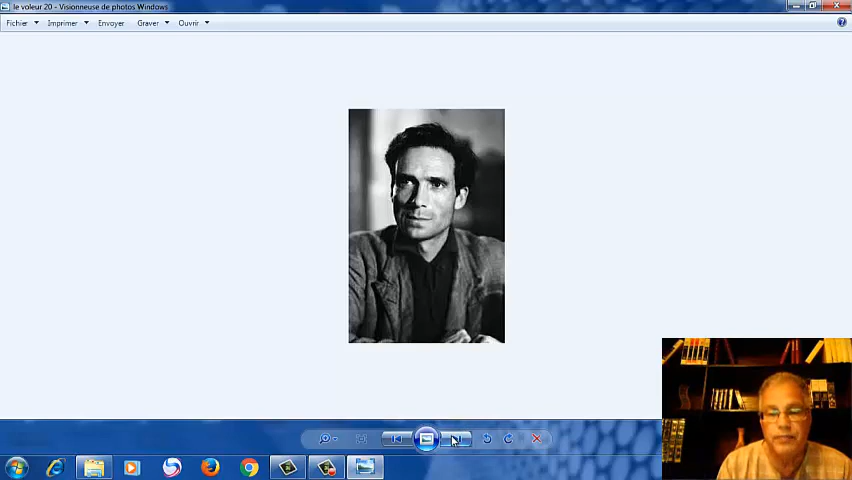 le voleur 20 - Visionneuse de photos Windows
Fichier Imprimer Envoyer Graver Ouvrir